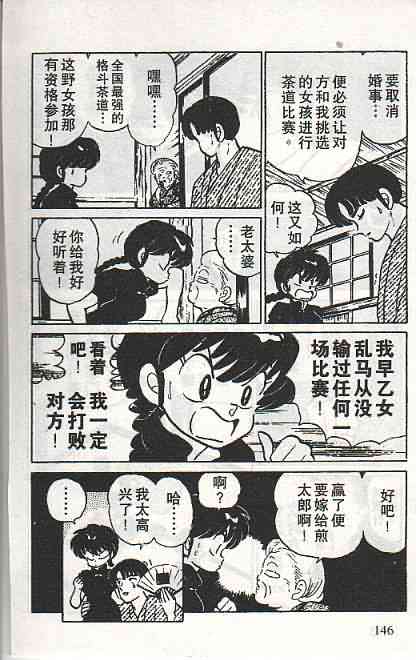 要取消
婚事…
便必须让对
方和我挑选
的女孩进行
茶道比赛。
嘿嘿……
全国最强的
格斗茶道…
这野女孩那
有资格参加！
这又如
何！
老太婆
……
你给我好
好听着！
我早乙女
乱马从没
输过任何一
场比赛！
看着
吧！
我一定
会打败
对方！
好吧！
赢了便
要嫁给煎
太郎啊！
啊？
哈…
我太高
兴了！
……
146